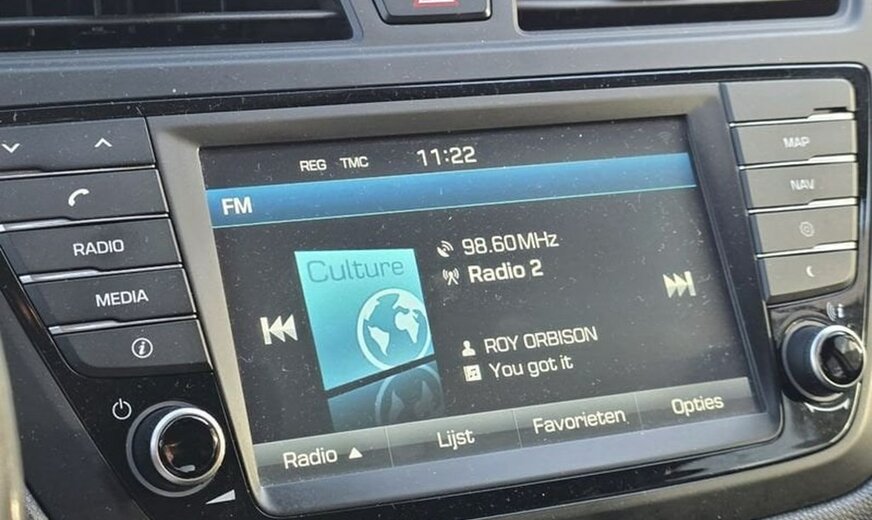 REG TMC 11:22
FM
Culture
98.60MHz
Radio 2
ROY ORBISON
You got it
Radio
Lijst
Favorieten
Opties
RADIO
MEDIA
MAP
NAV